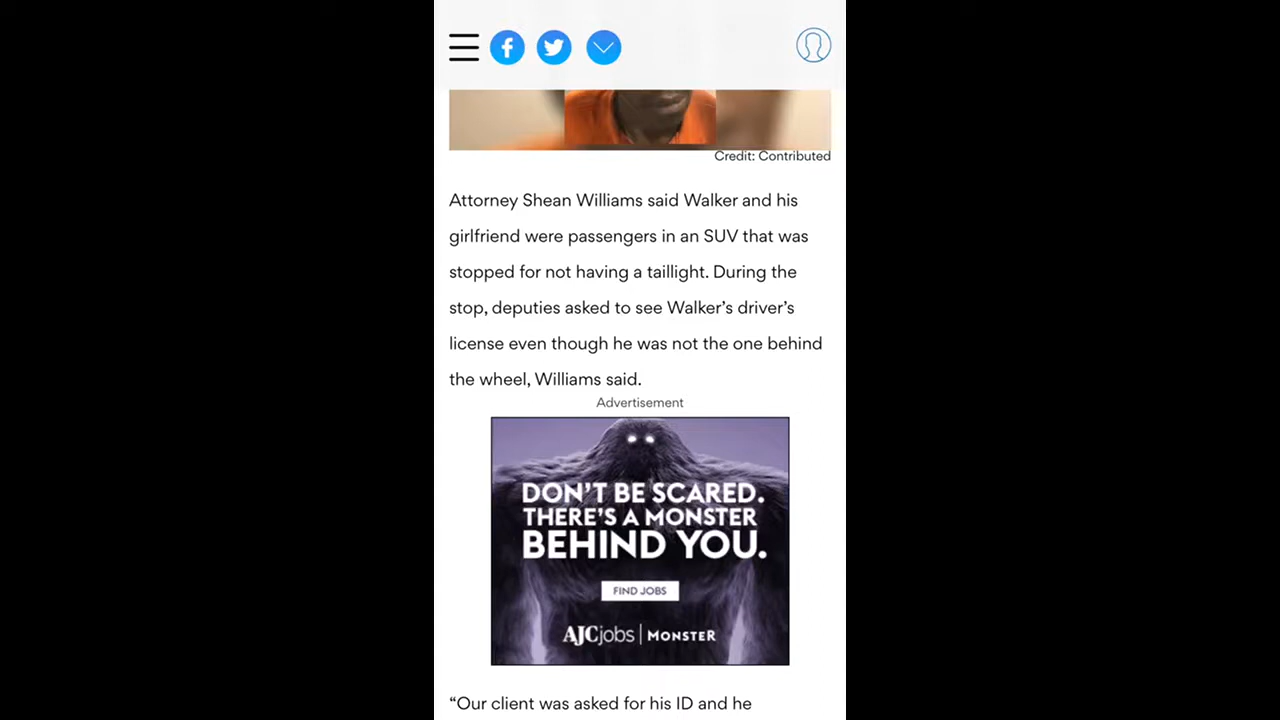 Credit: Contributed
Attorney Shean Williams said Walker and his
girlfriend were passengers in an SUV that was
stopped for not having a taillight. During the
stop, deputies asked to see Walker’s driver’s
license even though he was not the one behind
the wheel, Williams said.
Advertisement
DON’T BE SCARED.
THERE’S A MONSTER
BEHIND YOU.
FIND JOBS
AJCjobs | MONSTER
“Our client was asked for his ID and he